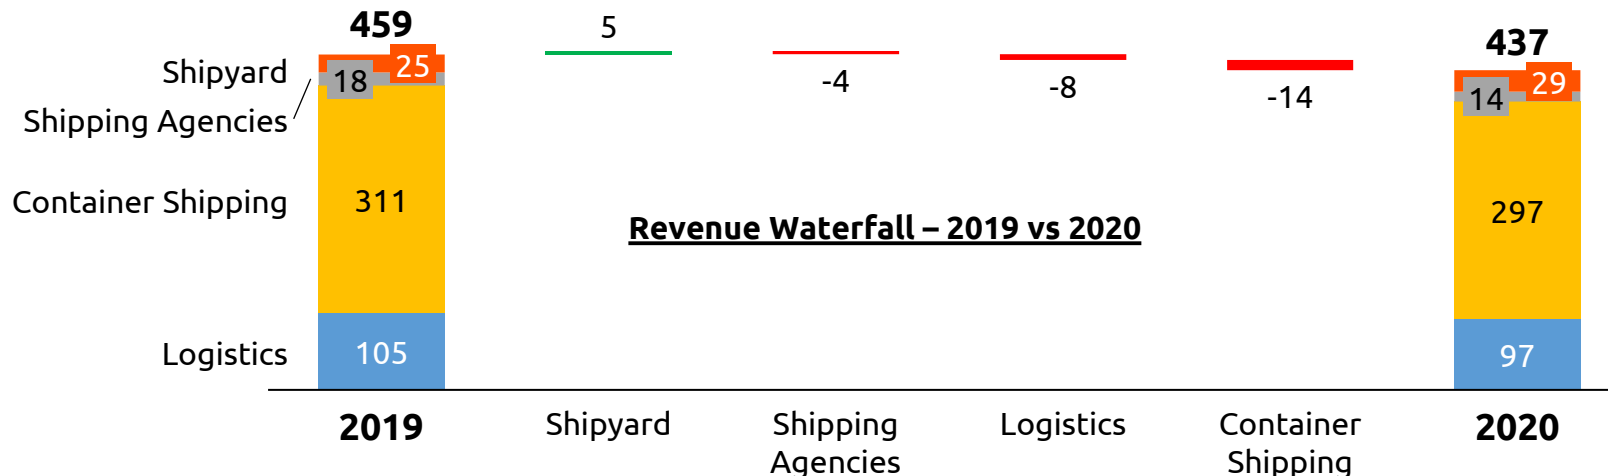 459
5
437
Shipyard
25
18
-4
-8
-14
29
14
Shipping Agencies
Container Shipping
311
297
Revenue Waterfall – 2019 vs 2020
Logistics
105
97
2019
Shipyard
Shipping
Agencies
Logistics
Container
Shipping
2020